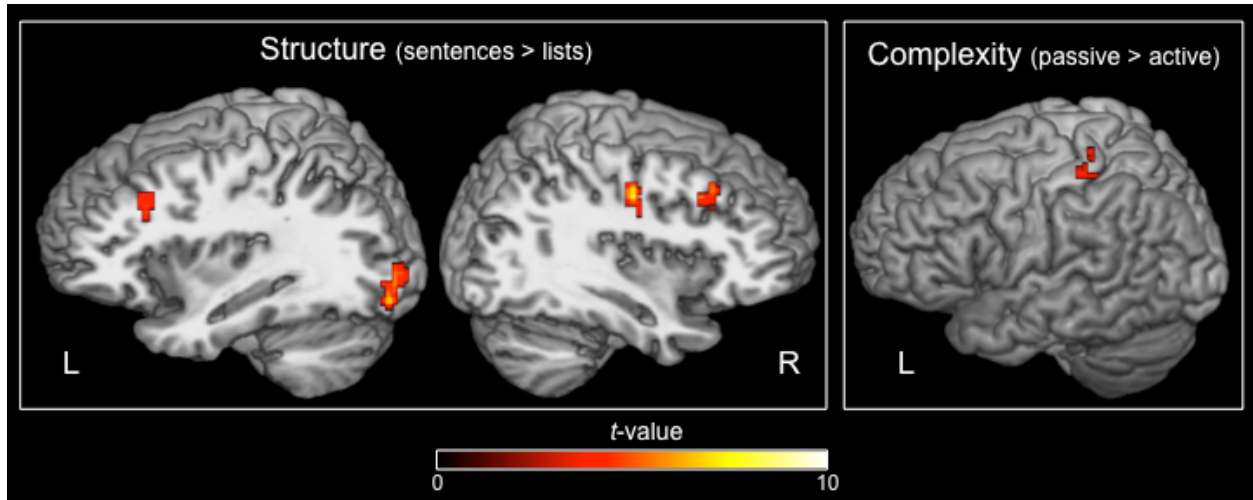 Structure (sentences > lists)
L
R
Complexity (passive > active)
L
t-value
0 10